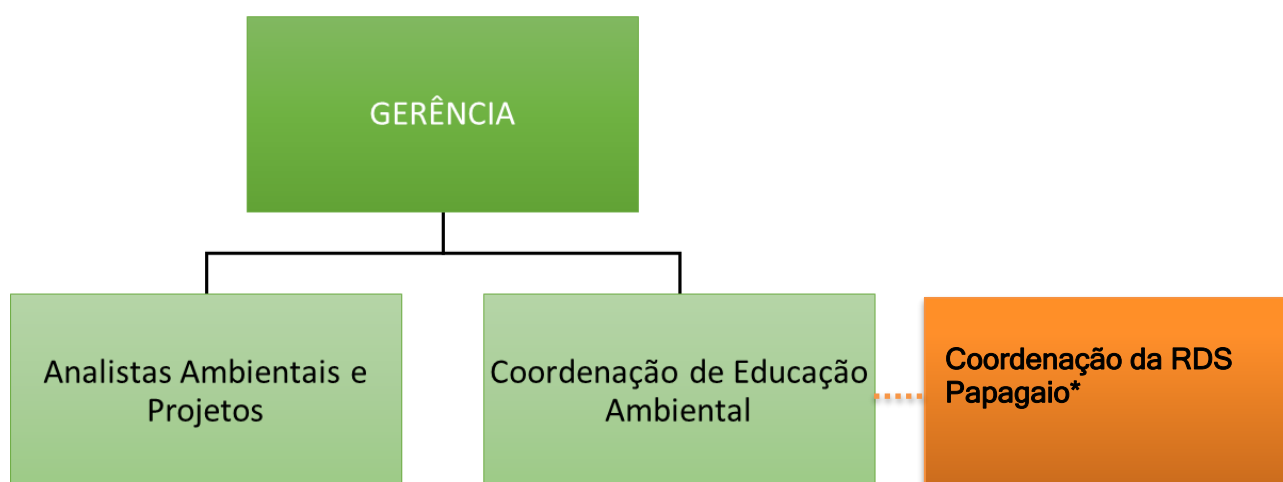 GERÊNCIA
Analistas Ambientais e
Projetos
Coordenação de Educação
Ambiental
Coordenação da RDS
Papagaio*